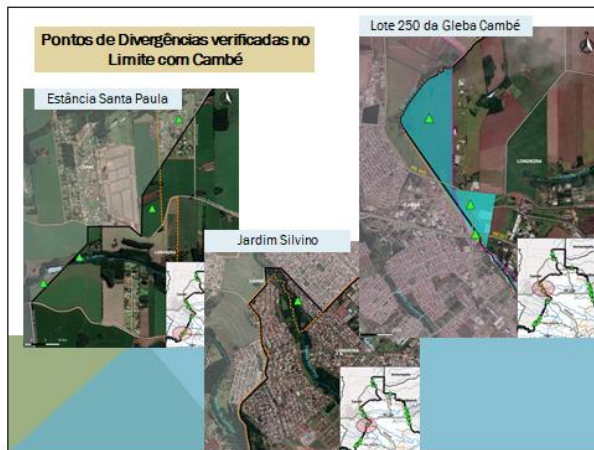 Pontos de Divergências verificadas no
Limite com Cambé
Lote 250 da Gleba Cambé
Estância Santa Paula
Jardim Silvino
LONDRINA